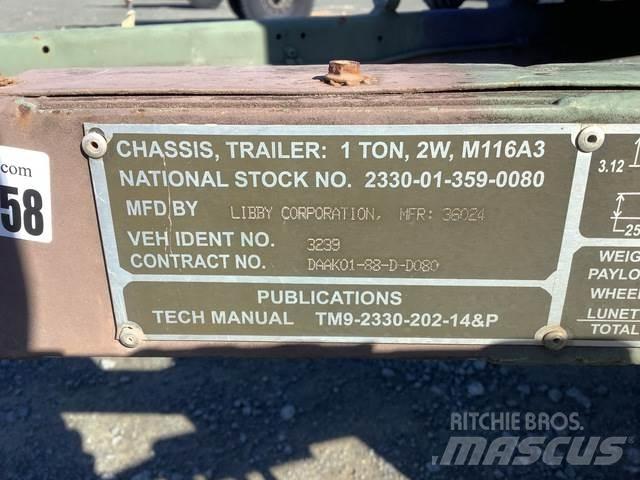 .com
58
CHASSIS, TRAILER: 1 TON, 2W, M116A3
NATIONAL STOCK NO. 2330-01-359-0080
MFD BY LIBBY CORPORATION, MFR: 36024
VEH IDENT NO. 3239
CONTRACT NO. DAAK01-88-D-D080
PUBLICATIONS
TECH MANUAL TM9-2330-202-14&P
3.12
25
WEIG
PAYLO
WHEE
LUNET
TOTAL
RITCHIE BROS.
MASCUS